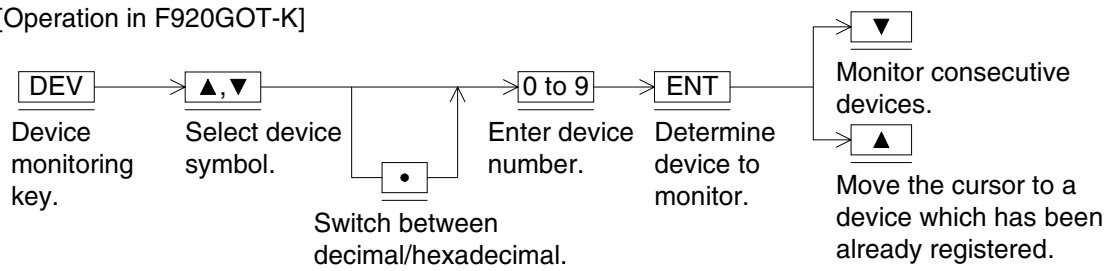 [Operation in F920GOT-K]
DEV
Device
monitoring
key.
▲,▼
Select device
symbol.
•
Switch between
decimal/hexadecimal.
0 to 9
Enter device
number.
ENT
Determine
device to
monitor.
▼
Monitor consecutive
devices.
▲
Move the cursor to a
device which has been
already registered.